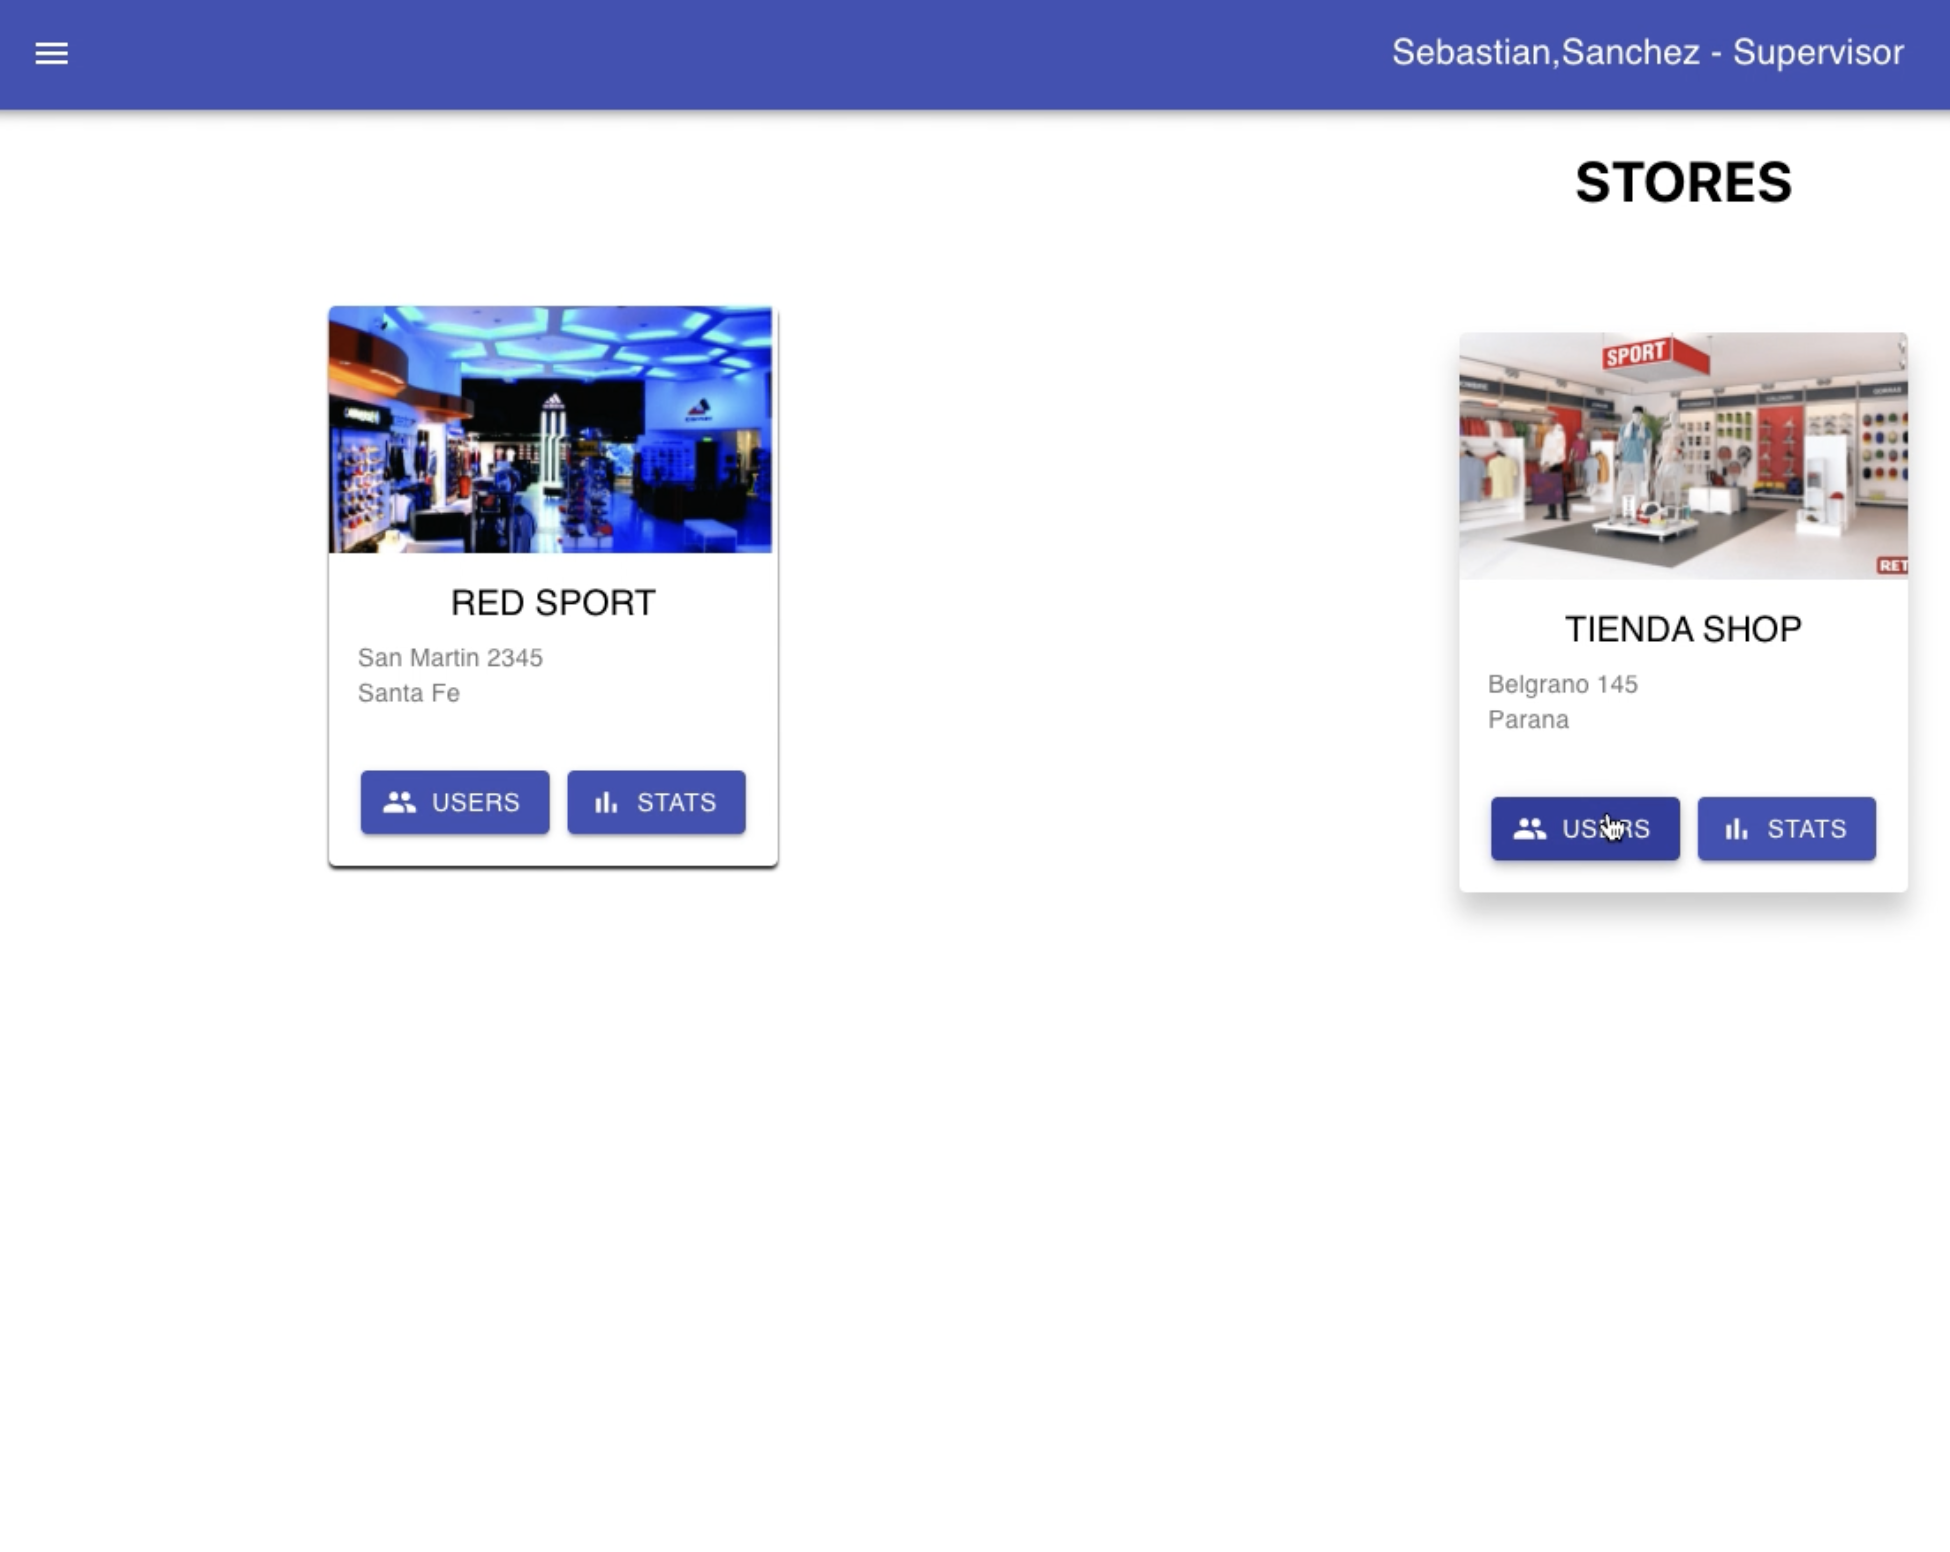 Sebastian,Sanchez - Supervisor
STORES
RED SPORT
San Martin 2345
Santa Fe
USERS
STATS
SPORT
RET
TIENDA SHOP
Belgrano 145
Parana
USERS
STATS